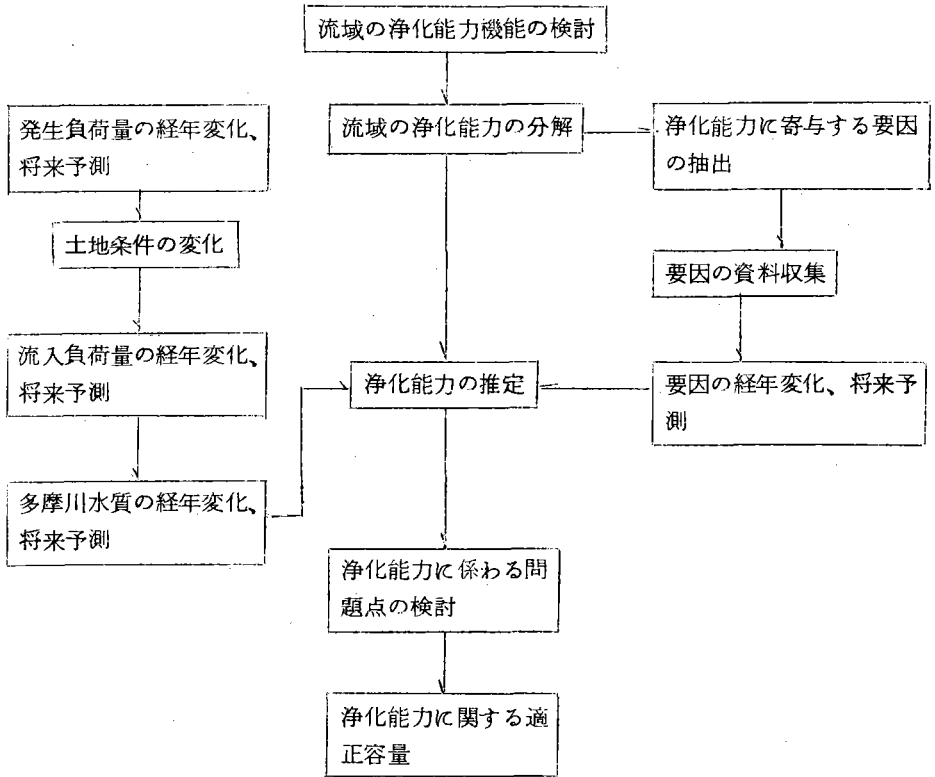 流域の浄化能力機能の検討
発生負荷量の経年変化、
将来予測
流域の浄化能力の分解
浄化能力に寄与する要因
の抽出
土地条件の変化
要因の資料収集
流入負荷量の経年変化、
将来予測
浄化能力の推定
要因の経年変化、将来予
測
多摩川水質の経年変化、
将来予測
浄化能力に係わる問
題点の検討
浄化能力に関する適
正容量